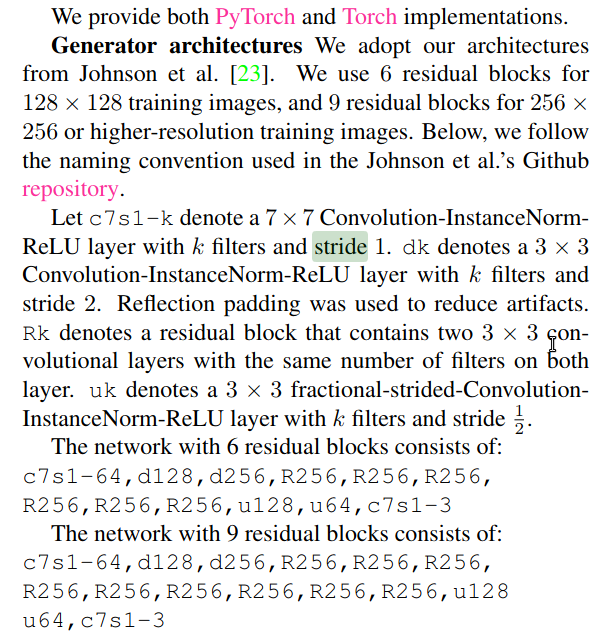 We provide both PyTorch and Torch implementations.
Generator architectures We adopt our architectures
from Johnson et al. [23]. We use 6 residual blocks for
128 × 128 training images, and 9 residual blocks for 256 ×
256 or higher-resolution training images. Below, we follow
the naming convention used in the Johnson et al.'s Github
repository.
Let c7s1-k denote a 7 × 7 Convolution-InstanceNorm-
ReLU layer with k filters and stride 1. dk denotes a 3 × 3
Convolution-InstanceNorm-ReLU layer with k filters and
stride 2. Reflection padding was used to reduce artifacts.
Rk denotes a residual block that contains two 3 × 3 con-
volutional layers with the same number of filters on both
layer. uk denotes a 3 × 3 fractional-strided-Convolution-
InstanceNorm-ReLU layer with k filters and stride 1/2.
The network with 6 residual blocks consists of:
c7s1-64,d128,d256,R256,R256,R256,
R256,R256,R256,u128,u64,c7s1-3
The network with 9 residual blocks consists of:
c7s1-64,d128,d256,R256,R256,R256,
R256,R256,R256,R256,R256,R256,u128
u64,c7s1-3